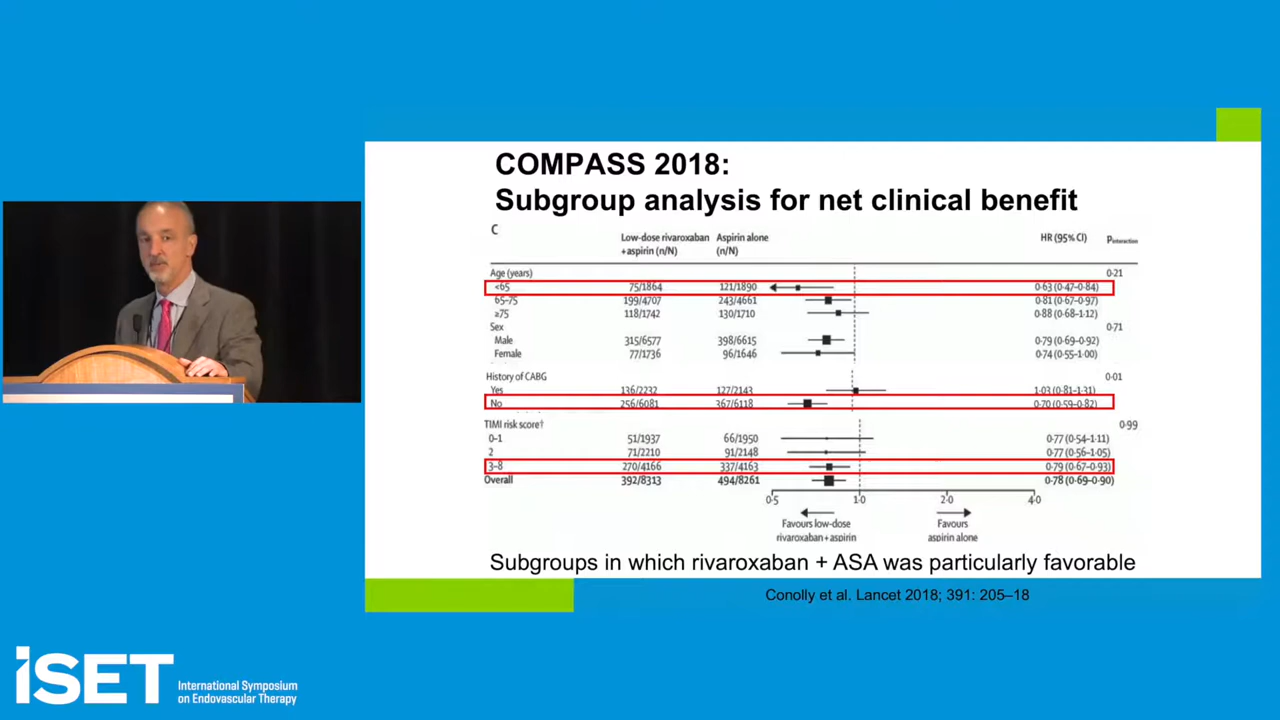 COMPASS 2018:
Subgroup analysis for net clinical benefit
C
Low-dose rivaroxaban Aspirin alone HR (95% CI) Pinteraction
+aspirin (n/N) (n/N)
Age (years) 0·21
<65 75/1864 121/1890 0·63 (0·47–0·84)
65–75 199/4707 243/4661 0·81 (0·67–0·97)
≥75 118/1742 130/1710 0·88 (0·68–1·12)
Sex 0·71
Male 315/6577 398/6615 0·79 (0·69–0·92)
Female 77/1736 96/1646 0·74 (0·55–1·00)
History of CABG 0·01
Yes 136/2232 127/2143 1·03 (0·81–1·31)
No 256/6081 367/6118 0·70 (0·59–0·82)
TIMI risk score† 0·99
0–1 51/1937 66/1950 0·77 (0·54–1·11)
2 71/2210 91/2148 0·77 (0·56–1·05)
3–8 270/4166 337/4163 0·79 (0·67–0·93)
Overall 392/8313 494/8261 0·78 (0·69–0·90)
0·5 1·0 2·0 4·0
Favours low-dose Favours
rivaroxaban + aspirin aspirin alone
Subgroups in which rivaroxaban + ASA was particularly favorable
Conolly et al. Lancet 2018; 391: 205–18
iSET International Symposium
on Endovascular Therapy